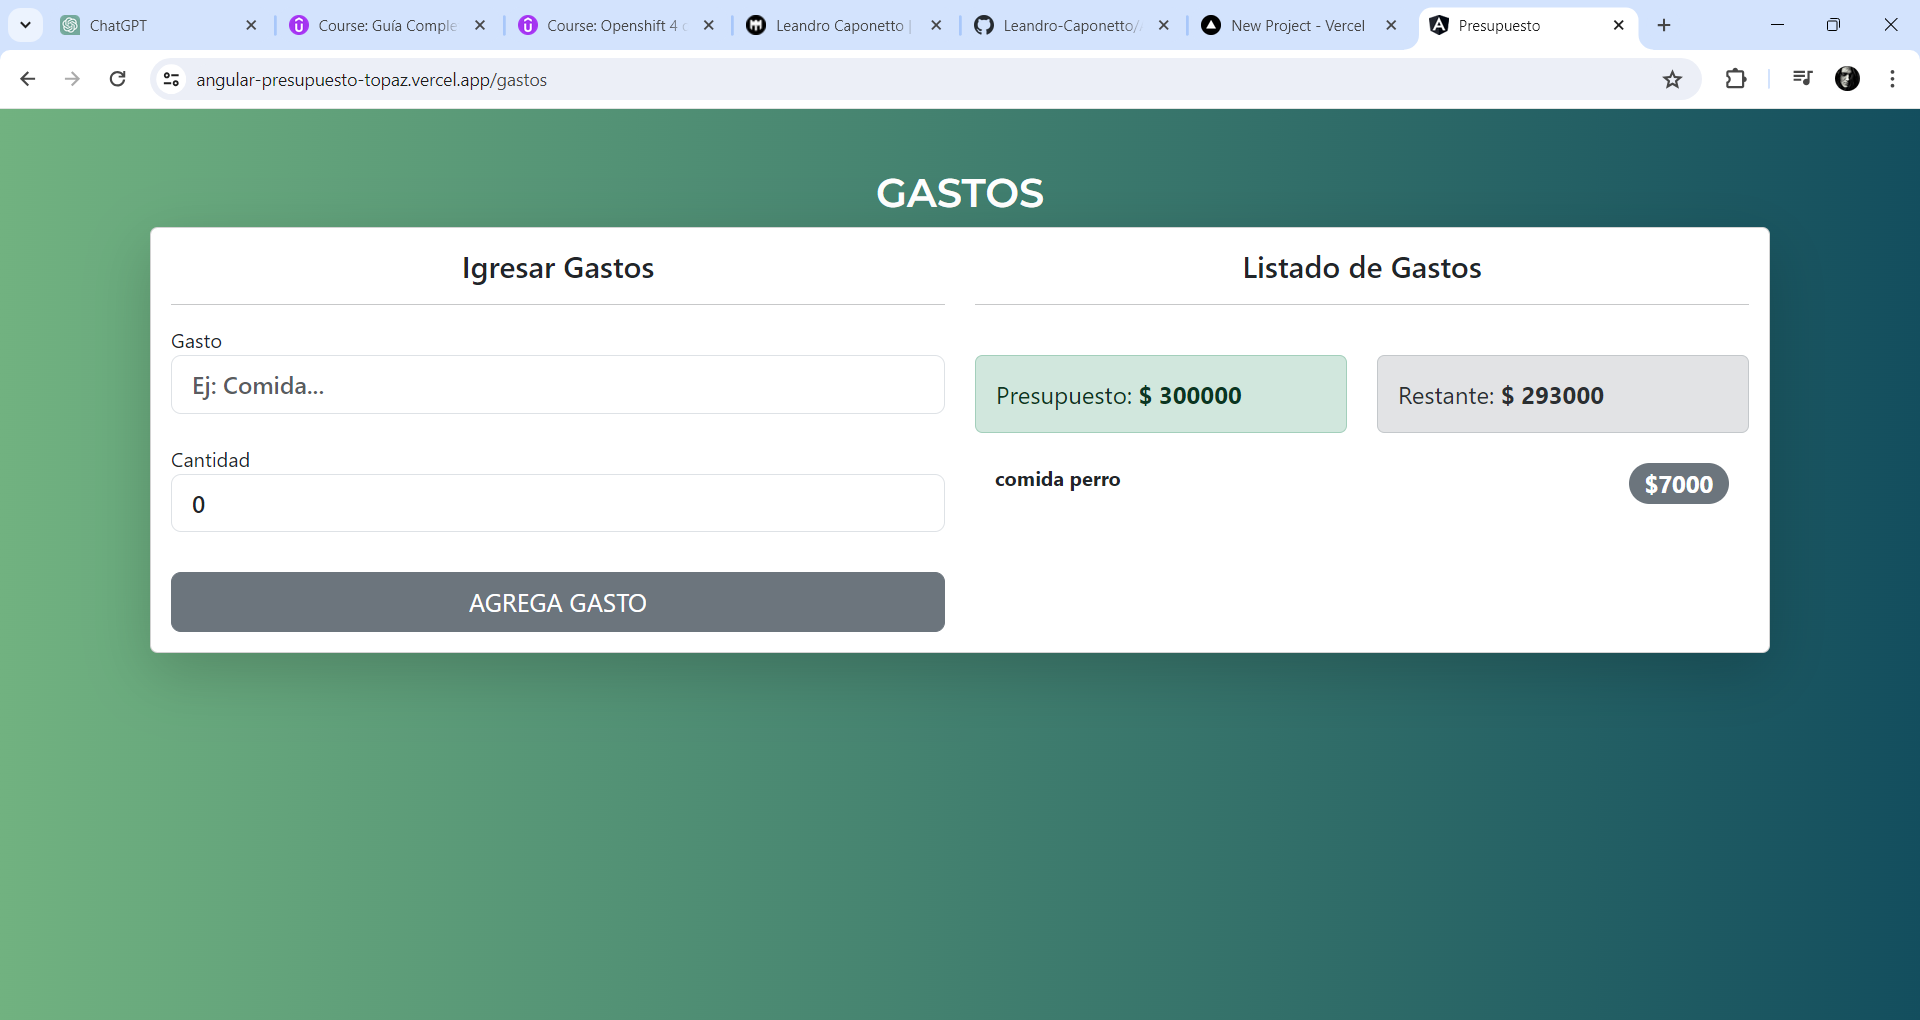 ChatGPT
Course: Guía Comple
Course: Openshift 4 c
Leandro Caponetto |
Leandro-Caponetto/
New Project - Vercel
Presupuesto
angular-presupuesto-topaz.vercel.app/gastos
GASTOS
Igresar Gastos
Gasto
Ej: Comida...
Cantidad
0
AGREGA GASTO
Listado de Gastos
Presupuesto: $ 300000
Restante: $ 293000
comida perro
$7000